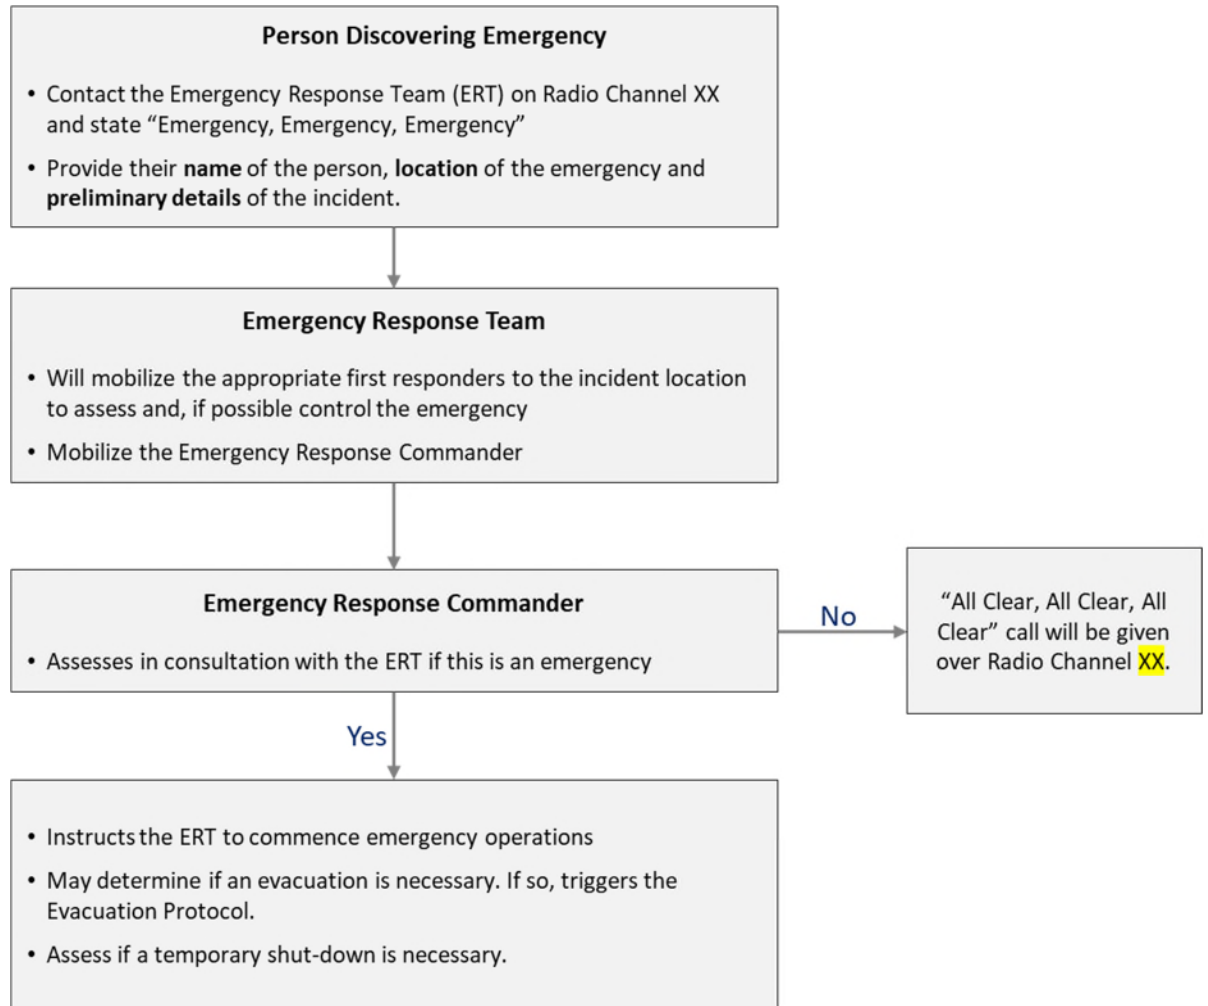 Person Discovering Emergency
• Contact the Emergency Response Team (ERT) on Radio Channel XX
and state “Emergency, Emergency, Emergency”
• Provide their name of the person, location of the emergency and
preliminary details of the incident.
Emergency Response Team
• Will mobilize the appropriate first responders to the incident location
to assess and, if possible control the emergency
• Mobilize the Emergency Response Commander
Emergency Response Commander
• Assesses in consultation with the ERT if this is an emergency
No
“All Clear, All Clear, All
Clear” call will be given
over Radio Channel XX.
Yes
• Instructs the ERT to commence emergency operations
• May determine if an evacuation is necessary. If so, triggers the
Evacuation Protocol.
• Assess if a temporary shut-down is necessary.